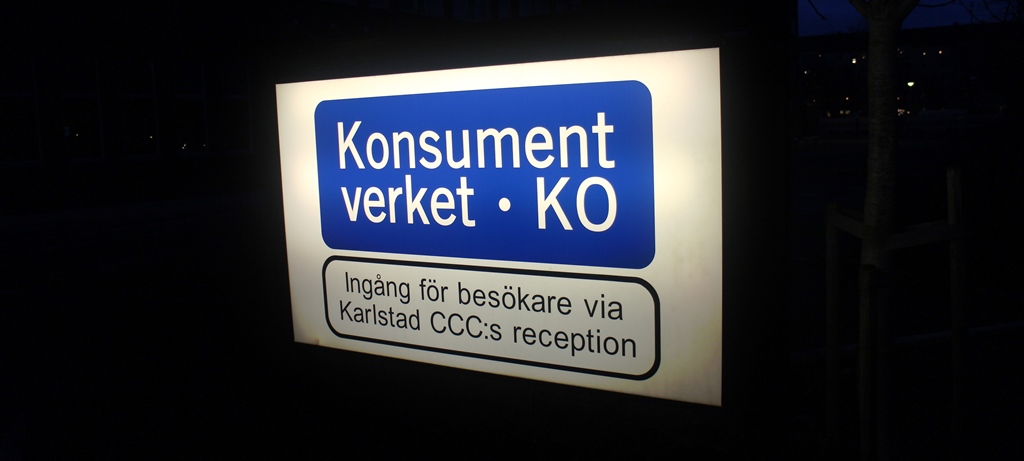 Konsument
verket • KO
Ingång för besökare via
Karlstad CCC:s reception